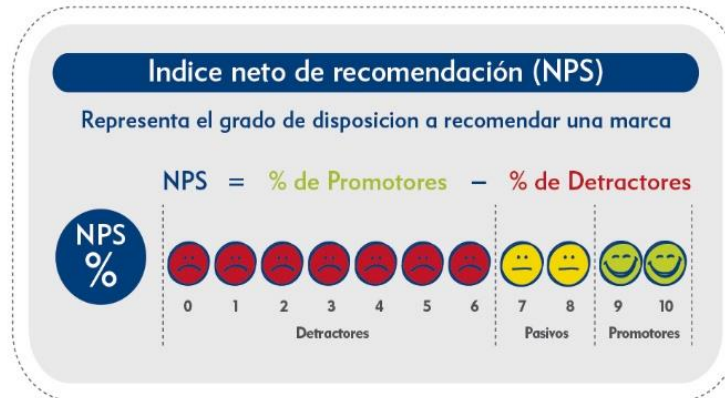 Indice neto de recomendación (NPS)
Representa el grado de disposicion a recomendar una marca
NPS = % de Promotores – % de Detractores
NPS
%
0 1 2 3 4 5 6 7 8 9 10
Detractores Pasivos Promotores